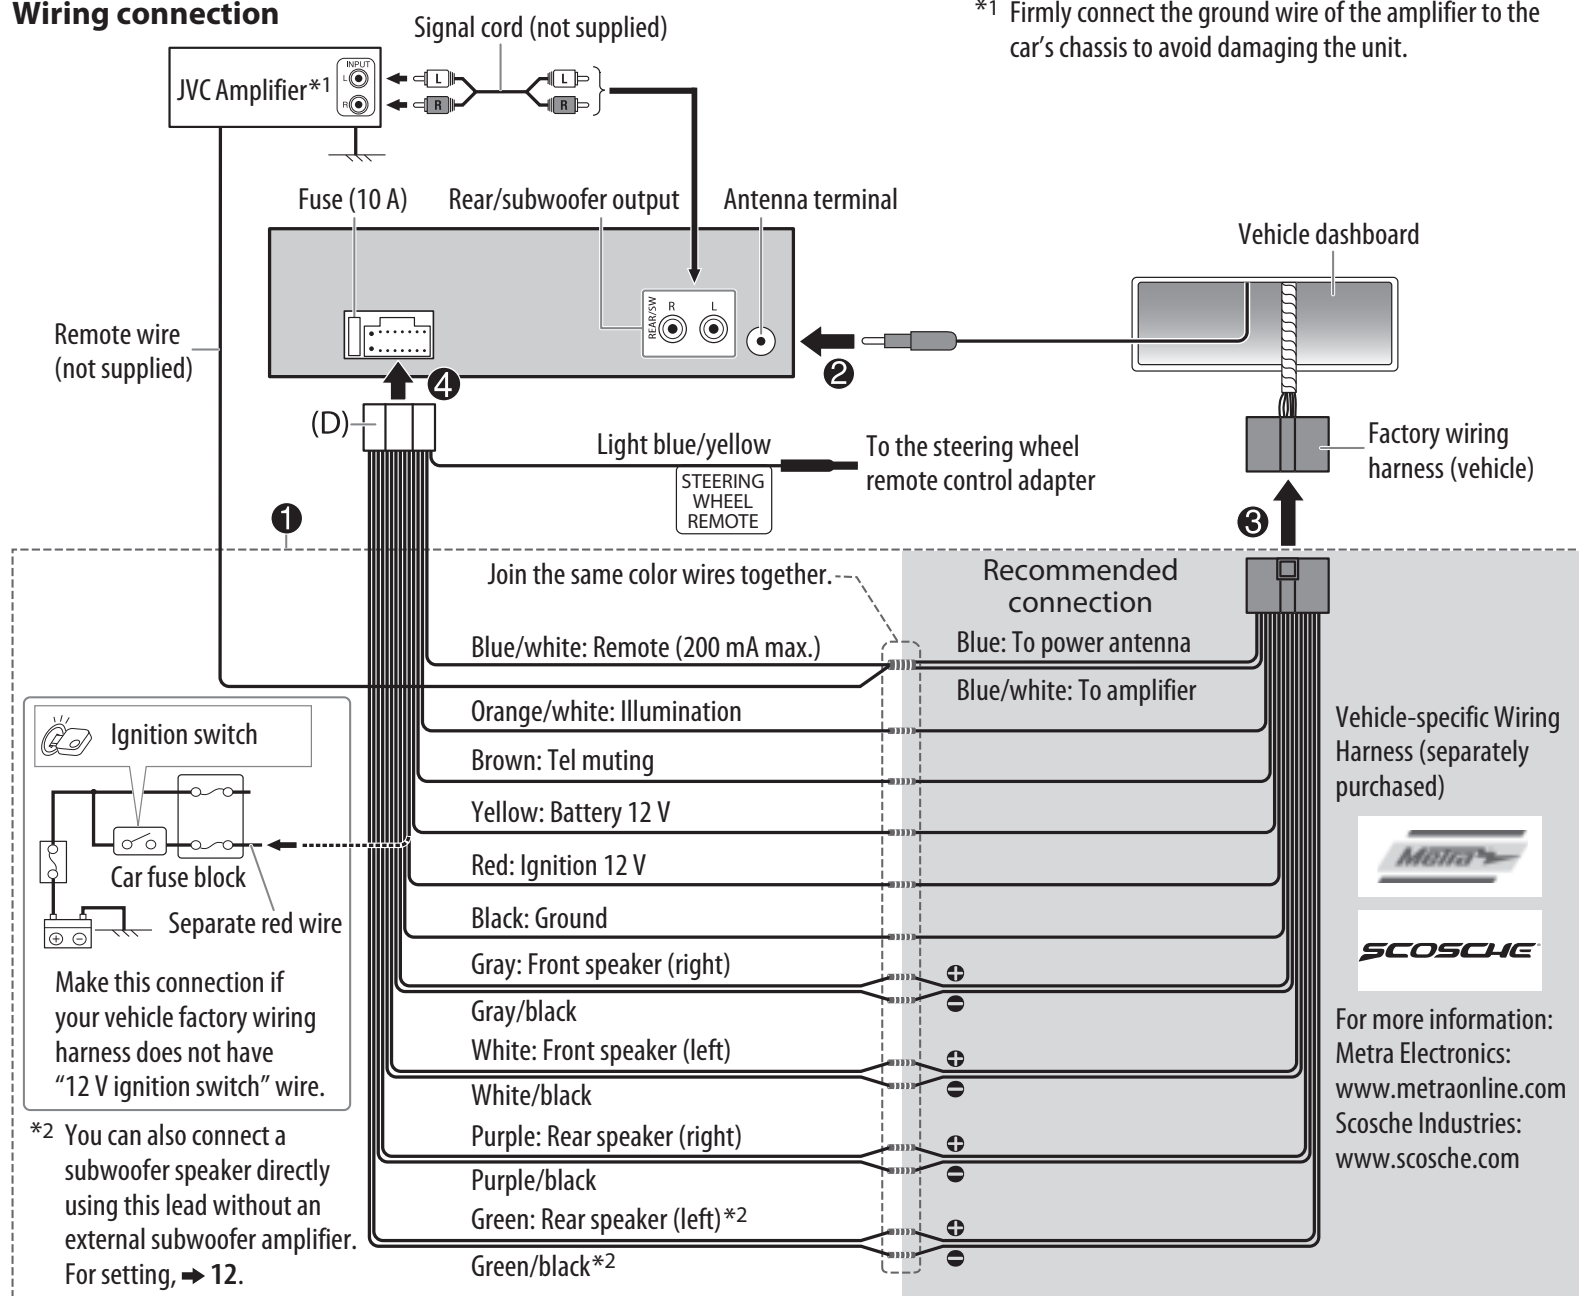 Wiring connection
Signal cord (not supplied)
*1 Firmly connect the ground wire of the amplifier to the
car’s chassis to avoid damaging the unit.
JVC Amplifier*1
INPUT
L
R
L
R
L
R
Fuse (10 A)
Rear/subwoofer output
Antenna terminal
Vehicle dashboard
REAR/SW
R
L
Remote wire
(not supplied)
2
4
(D)
Light blue/yellow
STEERING
WHEEL
REMOTE
To the steering wheel
remote control adapter
Factory wiring
harness (vehicle)
1
3
Join the same color wires together.
Recommended
connection
Blue/white: Remote (200 mA max.)
Blue: To power antenna
Blue/white: To amplifier
Orange/white: Illumination
Brown: Tel muting
Yellow: Battery 12 V
Red: Ignition 12 V
Black: Ground
Gray: Front speaker (right)
Gray/black
White: Front speaker (left)
White/black
Purple: Rear speaker (right)
Purple/black
Green: Rear speaker (left)*2
Green/black*2
+
-
+
-
+
-
+
-
Ignition switch
Car fuse block
Separate red wire
+ -
Make this connection if
your vehicle factory wiring
harness does not have
“12 V ignition switch” wire.
*2 You can also connect a
subwoofer speaker directly
using this lead without an
external subwoofer amplifier.
For setting, ➜ 12.
Vehicle-specific Wiring
Harness (separately
purchased)
Metra
SCOSCHE
For more information:
Metra Electronics:
www.metraonline.com
Scosche Industries:
www.scosche.com